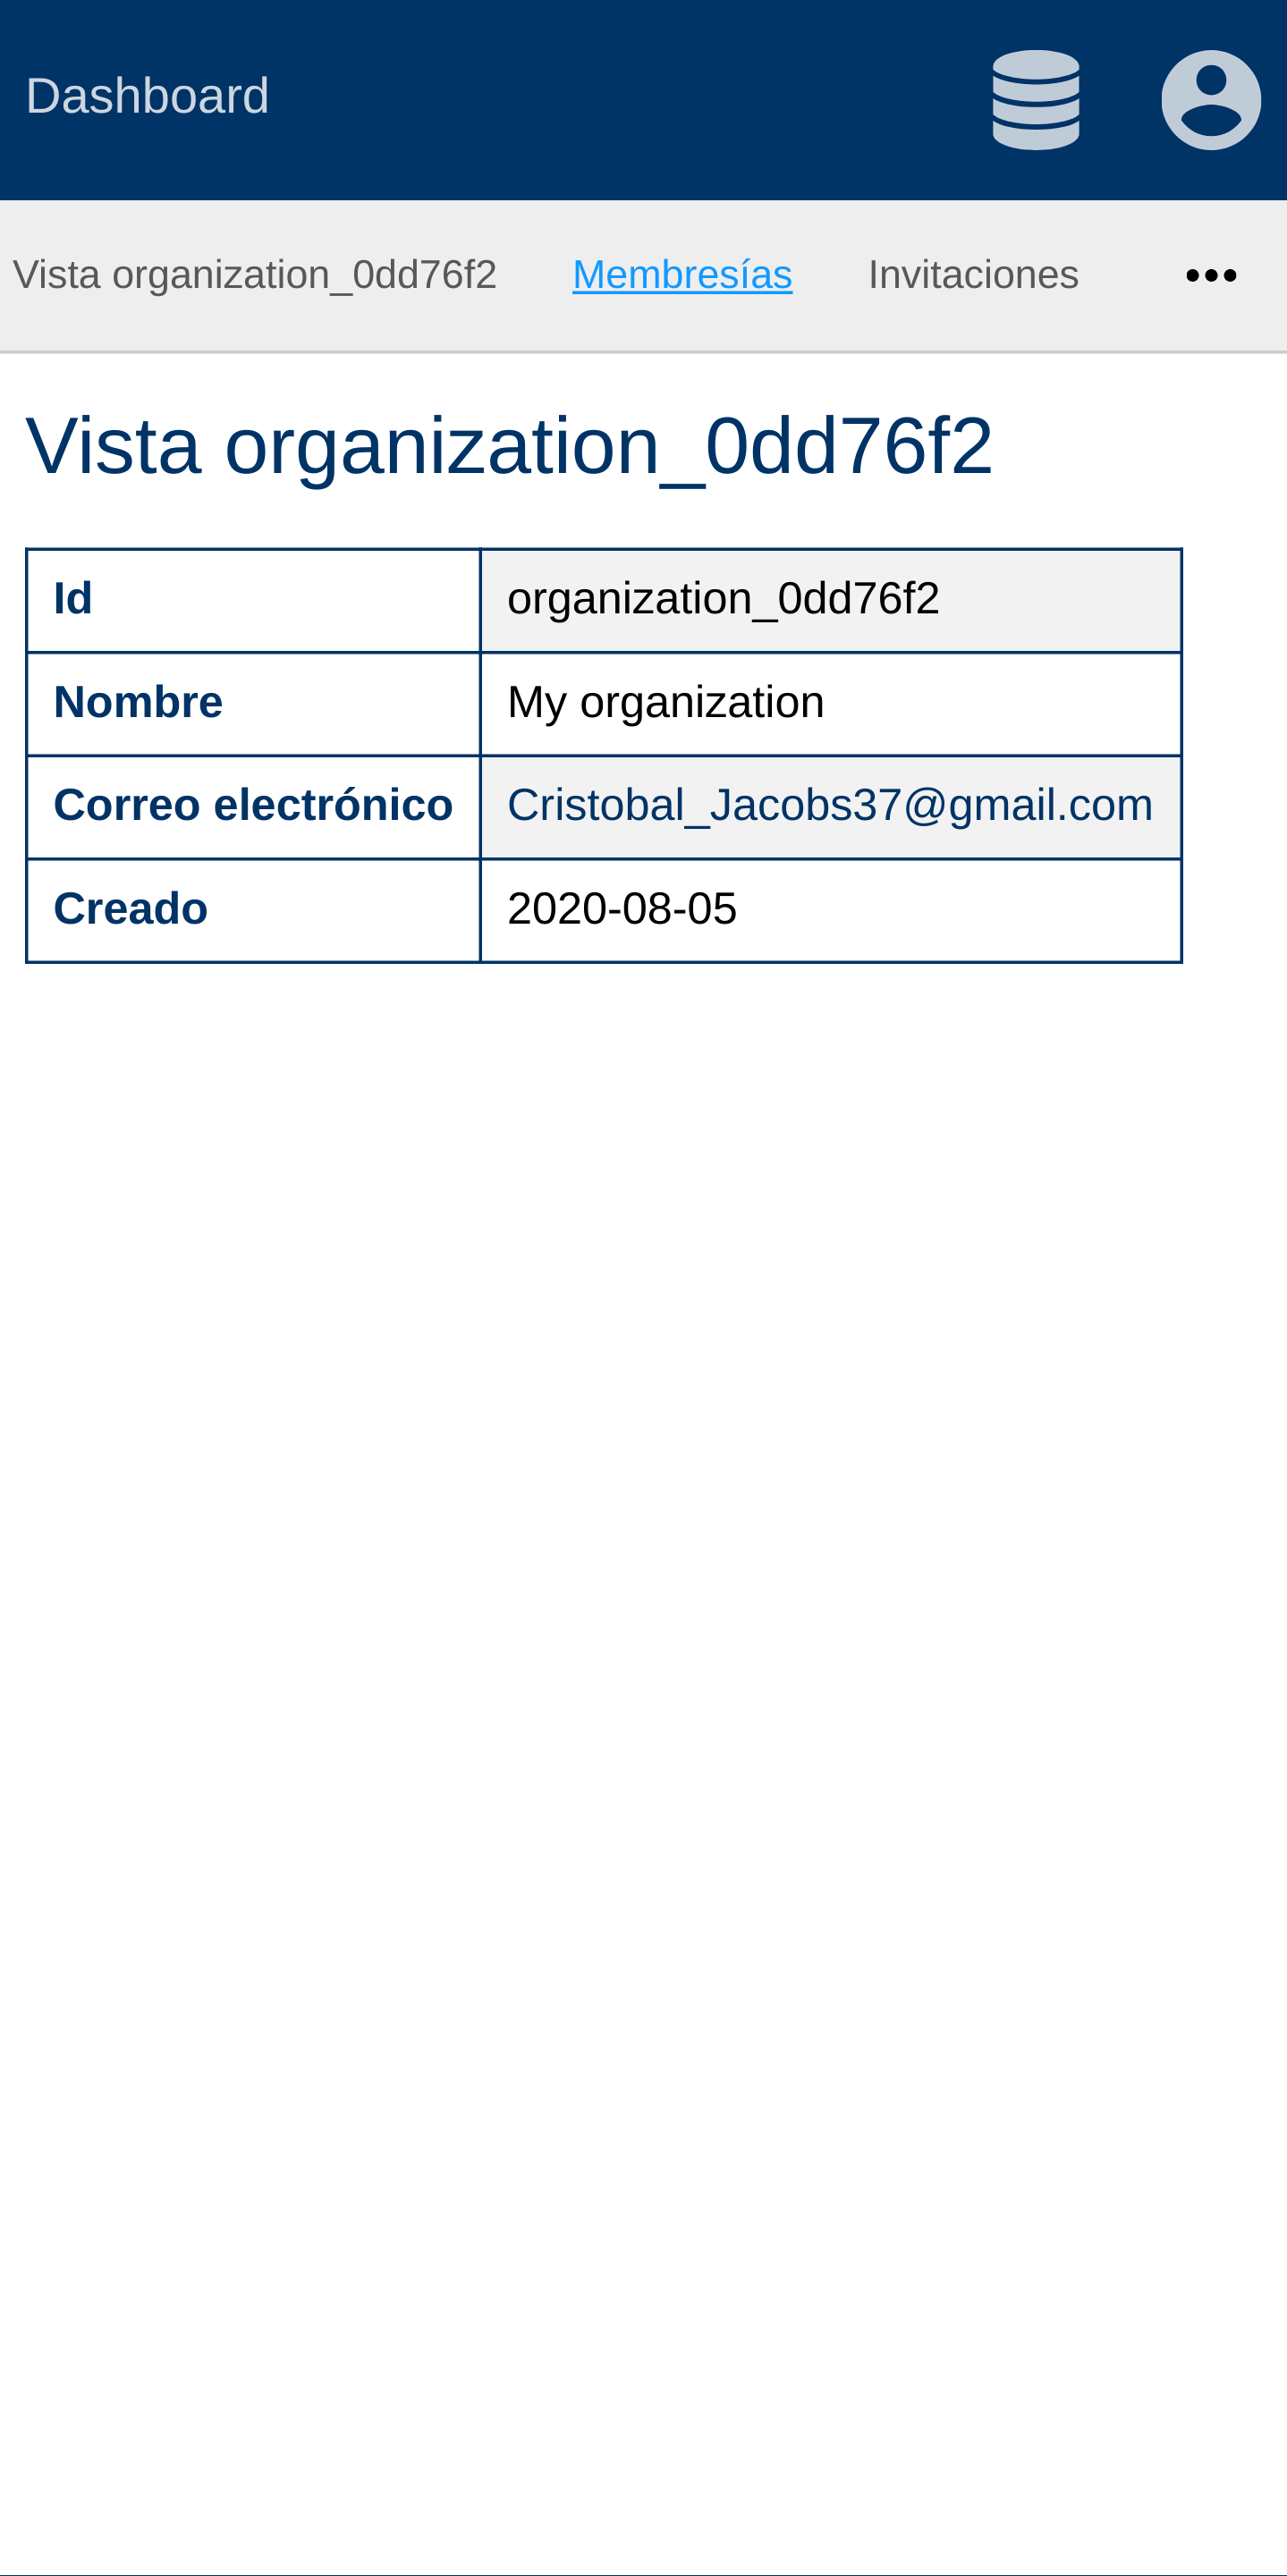 Dashboard
Vista organization_0dd76f2 Membresías Invitaciones
Vista organization_0dd76f2
Id organization_0dd76f2
Nombre My organization
Correo electrónico Cristobal_Jacobs37@gmail.com
Creado 2020-08-05